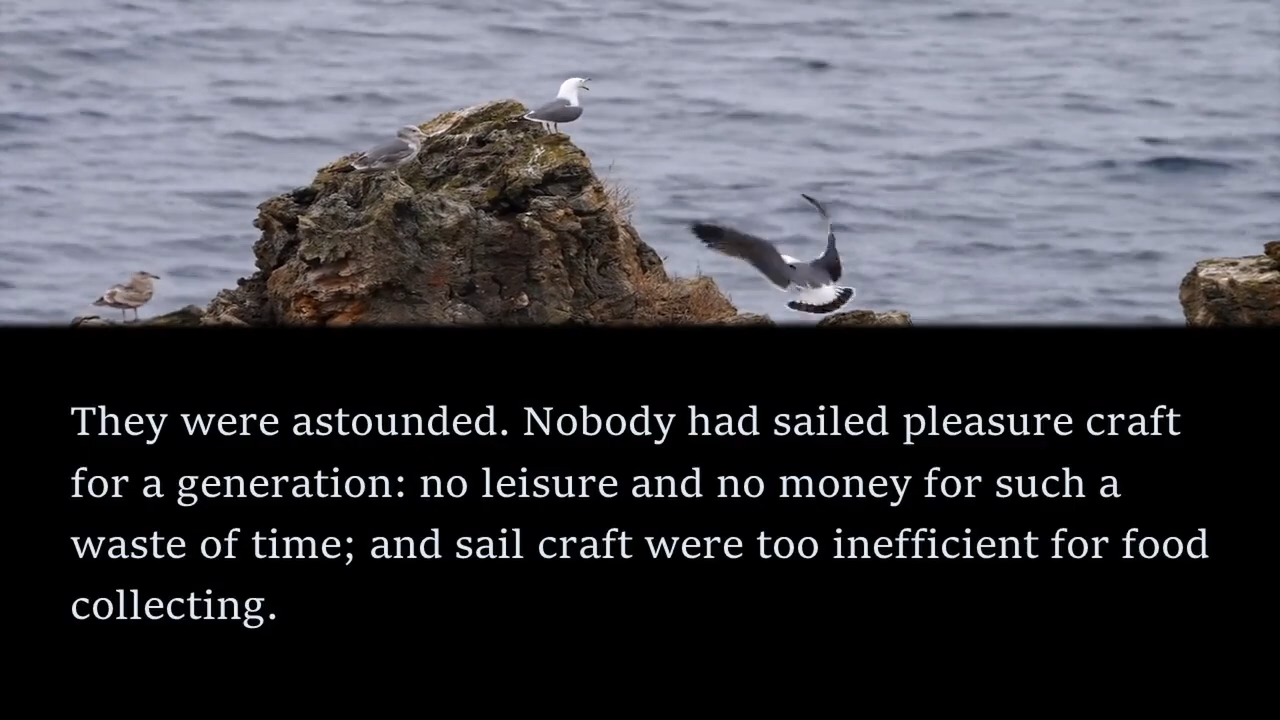 They were astounded. Nobody had sailed pleasure craft
for a generation: no leisure and no money for such a
waste of time; and sail craft were too inefficient for food
collecting.